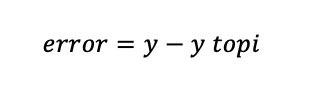 error = y − y topi